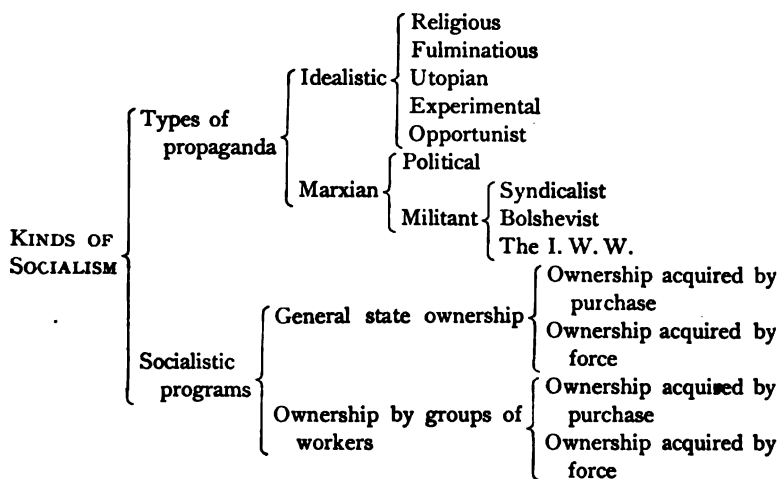 Religious
Fulminatious
Idealistic
Utopian
Experimental
Opportunist
Types of
propaganda
Political
Marxian
Syndicalist
Militant
Bolshevist
The I. W. W.
KINDS OF
SOCIALISM
Ownership acquired by
purchase
General state ownership
Ownership acquired by
force
Socialistic
programs
Ownership acquired by
purchase
Ownership by groups of
workers
Ownership acquired by
force